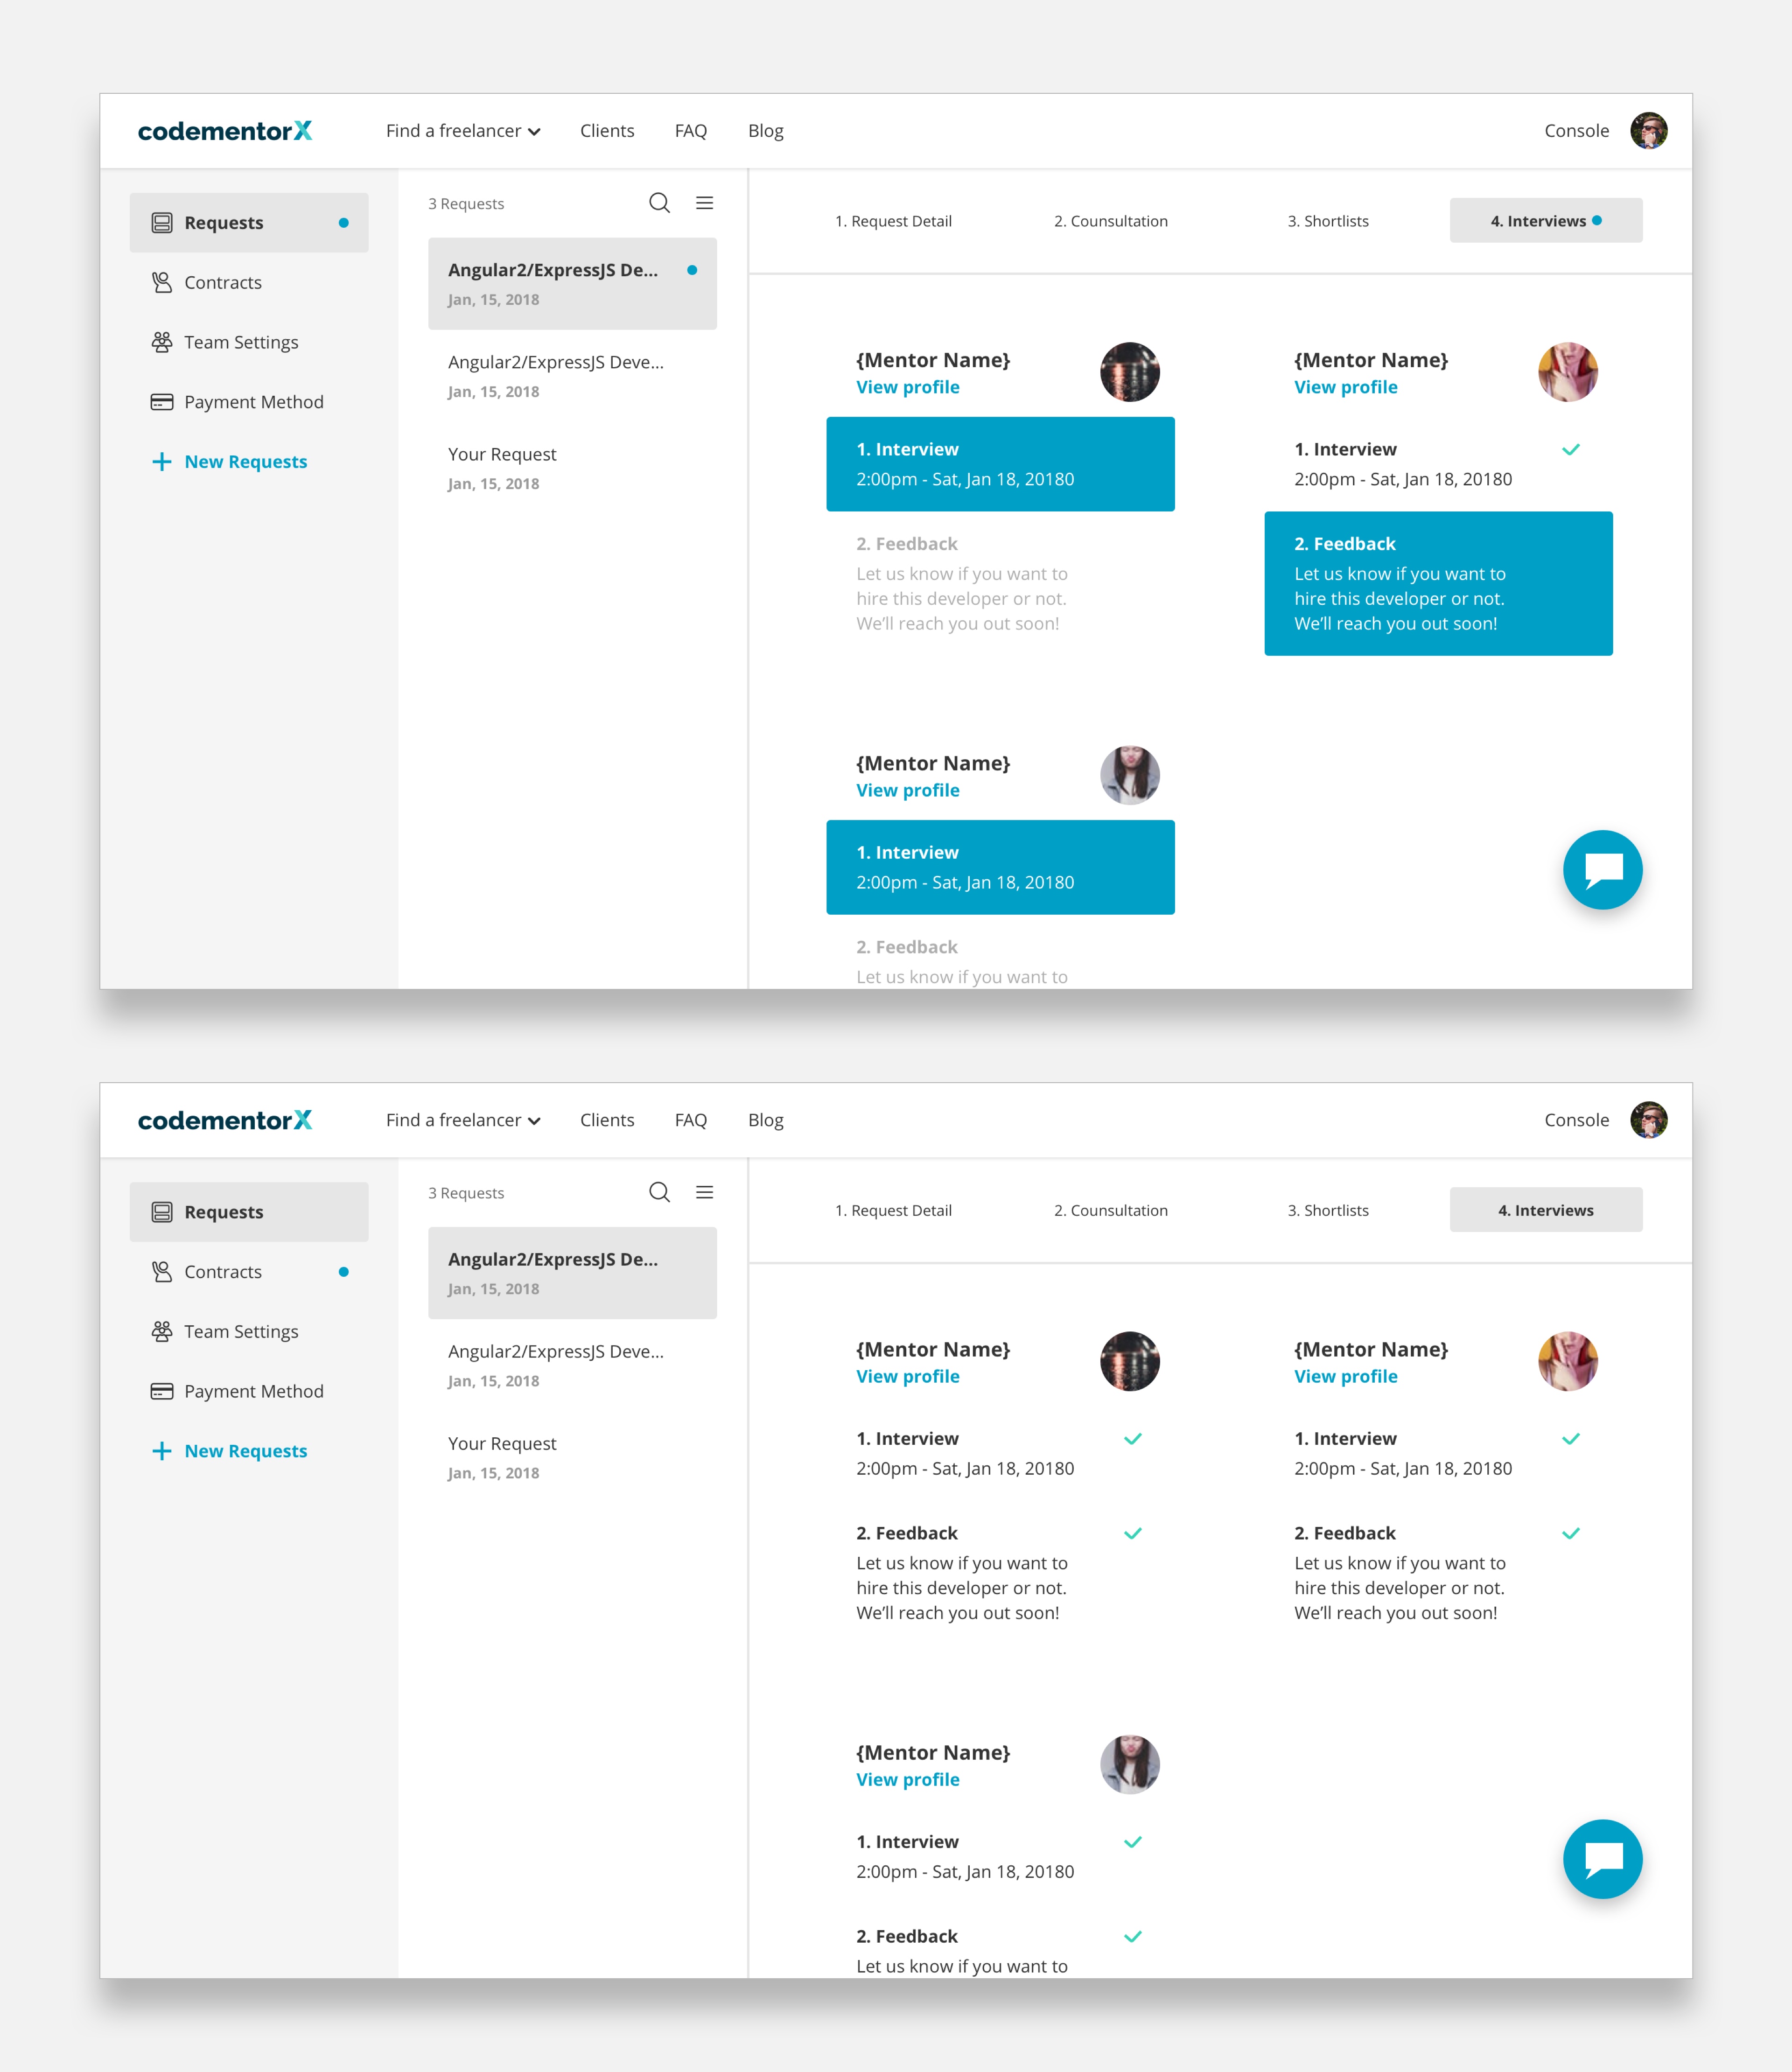 codementorX
Find a freelancer
Clients
FAQ
Blog
Console
Requests
Contracts
Team Settings
Payment Method
New Requests
3 Requests
Angular2/ExpressJS De...
Jan, 15, 2018
Angular2/ExpressJS Deve...
Jan, 15, 2018
Your Request
Jan, 15, 2018
1. Request Detail
2. Counsultation
3. Shortlists
4. Interviews
{Mentor Name}
View profile
1. Interview
2:00pm - Sat, Jan 18, 20180
2. Feedback
Let us know if you want to
hire this developer or not.
We’ll reach you out soon!
{Mentor Name}
View profile
1. Interview
2:00pm - Sat, Jan 18, 20180
2. Feedback
Let us know if you want to
hire this developer or not.
We’ll reach you out soon!
{Mentor Name}
View profile
1. Interview
2:00pm - Sat, Jan 18, 20180
2. Feedback
Let us know if you want to
codementorX
Find a freelancer
Clients
FAQ
Blog
Console
Requests
Contracts
Team Settings
Payment Method
New Requests
3 Requests
Angular2/ExpressJS De...
Jan, 15, 2018
Angular2/ExpressJS Deve...
Jan, 15, 2018
Your Request
Jan, 15, 2018
1. Request Detail
2. Counsultation
3. Shortlists
4. Interviews
{Mentor Name}
View profile
1. Interview
2:00pm - Sat, Jan 18, 20180
2. Feedback
Let us know if you want to
hire this developer or not.
We’ll reach you out soon!
{Mentor Name}
View profile
1. Interview
2:00pm - Sat, Jan 18, 20180
2. Feedback
Let us know if you want to
hire this developer or not.
We’ll reach you out soon!
{Mentor Name}
View profile
1. Interview
2:00pm - Sat, Jan 18, 20180
2. Feedback
Let us know if you want to